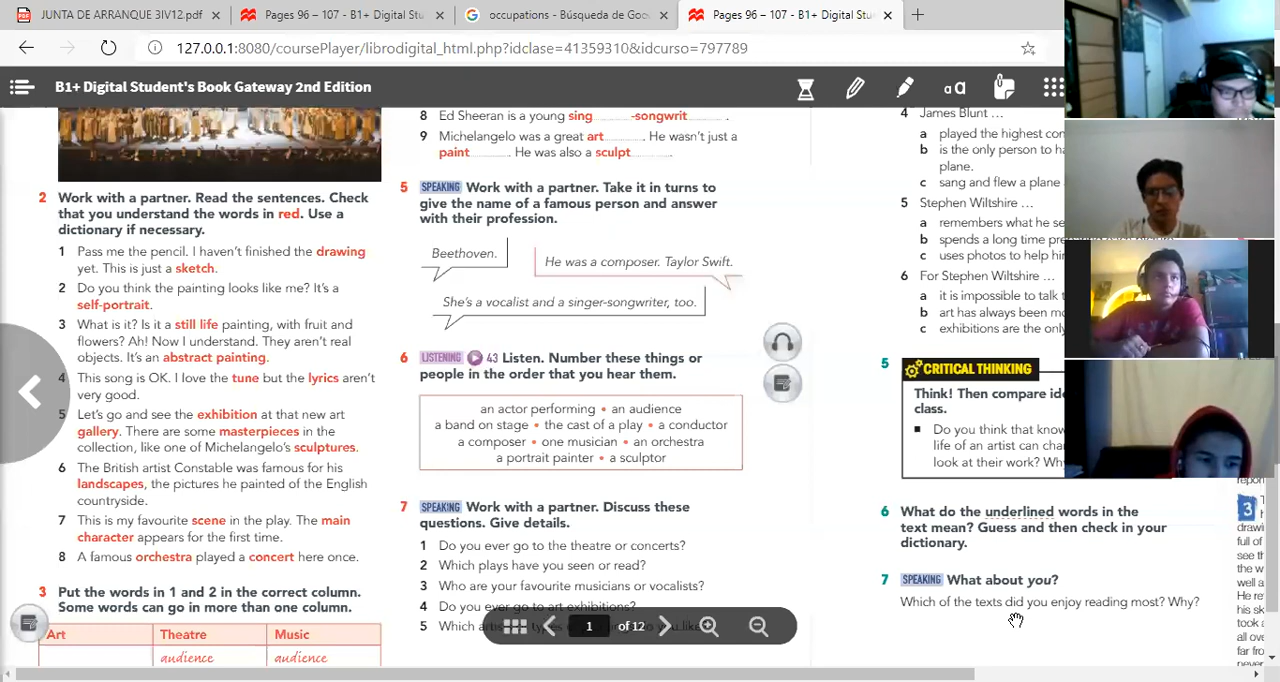 JUNTA DE ARRANQUE 3IV12.pdf
Pages 96 – 107 - B1+ Digital Stu
occupations - Búsqueda de Goo
Pages 96 – 107 - B1+ Digital Stu
127.0.0.1:8080/coursePlayer/librodigital_html.php?idclase=41359310&idcurso=797789
B1+ Digital Student's Book Gateway 2nd Edition
2 Work with a partner. Read the sentences. Check
that you understand the words in red. Use a
dictionary if necessary.
1 Pass me the pencil. I haven't finished the drawing
yet. This is just a sketch.
2 Do you think the painting looks like me? It's a
self-portrait.
3 What is it? Is it a still life painting, with fruit and
flowers? Ah! Now I understand. They aren't real
objects. It's an abstract painting.
4 This song is OK. I love the tune but the lyrics aren't
very good.
5 Let's go and see the exhibition at that new art
gallery. There are some masterpieces in the
collection, like one of Michelangelo's sculptures.
6 The British artist Constable was famous for his
landscapes, the pictures he painted of the English
countryside.
7 This is my favourite scene in the play. The main
character appears for the first time.
8 A famous orchestra played a concert here once.
3 Put the words in 1 and 2 in the correct column.
Some words can go in more than one column.
Art Theatre Music
audience audience
8 Ed Sheeran is a young sing -songwrit .
9 Michelangelo was a great art . He wasn't just a
paint . He was also a sculpt .
5 SPEAKING Work with a partner. Take it in turns to
give the name of a famous person and answer
with their profession.
Beethoven.
He was a composer. Taylor Swift.
She's a vocalist and a singer-songwriter, too.
6 LISTENING 43 Listen. Number these things or
people in the order that you hear them.
an actor performing • an audience
a band on stage • the cast of a play • a conductor
a composer • one musician • an orchestra
a portrait painter • a sculptor
7 SPEAKING Work with a partner. Discuss these
questions. Give details.
1 Do you ever go to the theatre or concerts?
2 Which plays have you seen or read?
3 Who are your favourite musicians or vocalists?
4 Do you ever go to art exhibitions?
5 Which
1 of 12
4 James Blunt …
a played the highest con
b is the only person to ha
plane.
c sang and flew a plane
5 Stephen Wiltshire …
a remembers what he se
b spends a long time
c uses photos to help hi
6 For Stephen Wiltshire …
a it is impossible to talk t
b art has always been m
c exhibitions are the onl
5 CRITICAL THINKING
Think! Then compare ide
class.
■ Do you think that know
life of an artist can cha
look at their work? Wh
6 What do the underlined words in the
text mean? Guess and then check in your
dictionary.
7 SPEAKING What about you?
Which of the texts did you enjoy reading most? Why?
repor
3 T
h
drawi
full of
see th
the w
well a
He re
his sk
took a
all ove
far fro